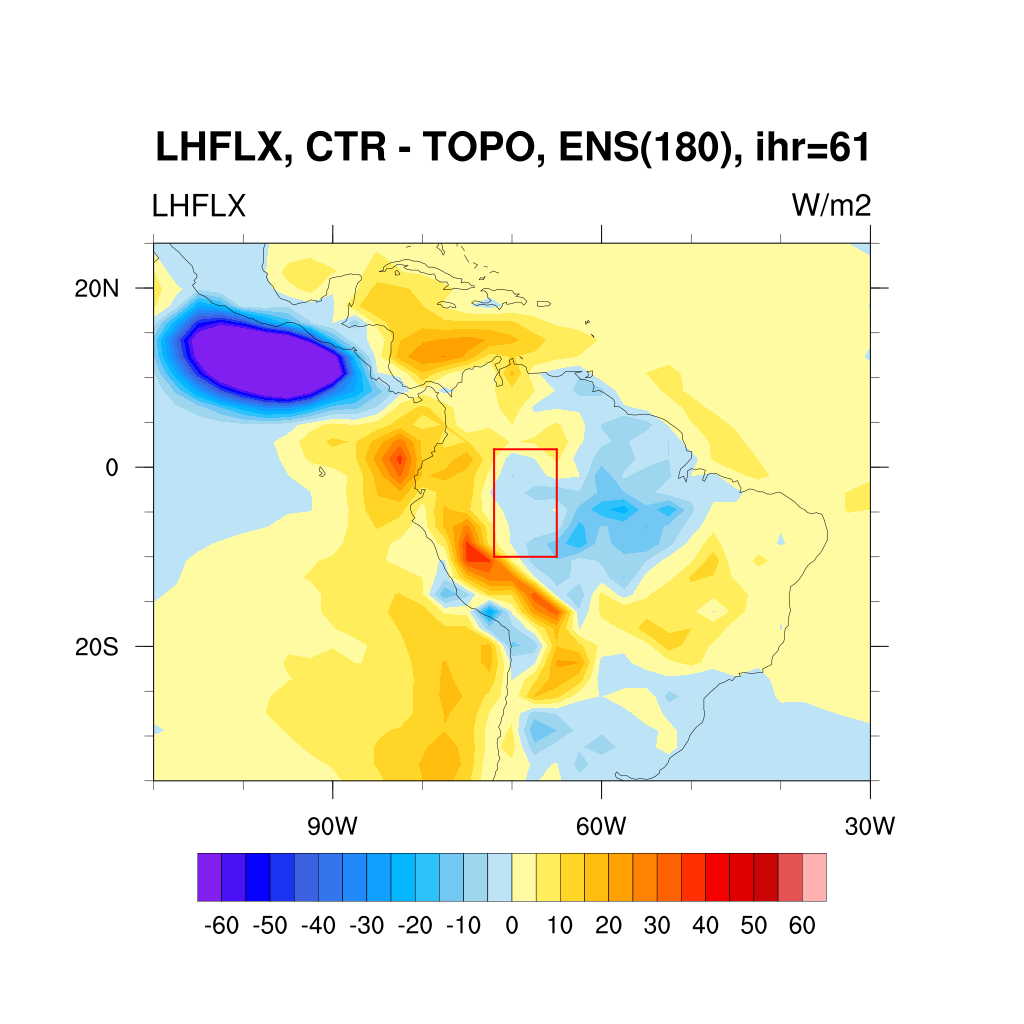 LHFLX, CTR - TOPO, ENS(180), ihr=61
LHFLX W/m2
20N
0
20S
90W 60W 30W
-60 -50 -40 -30 -20 -10 0 10 20 30 40 50 60